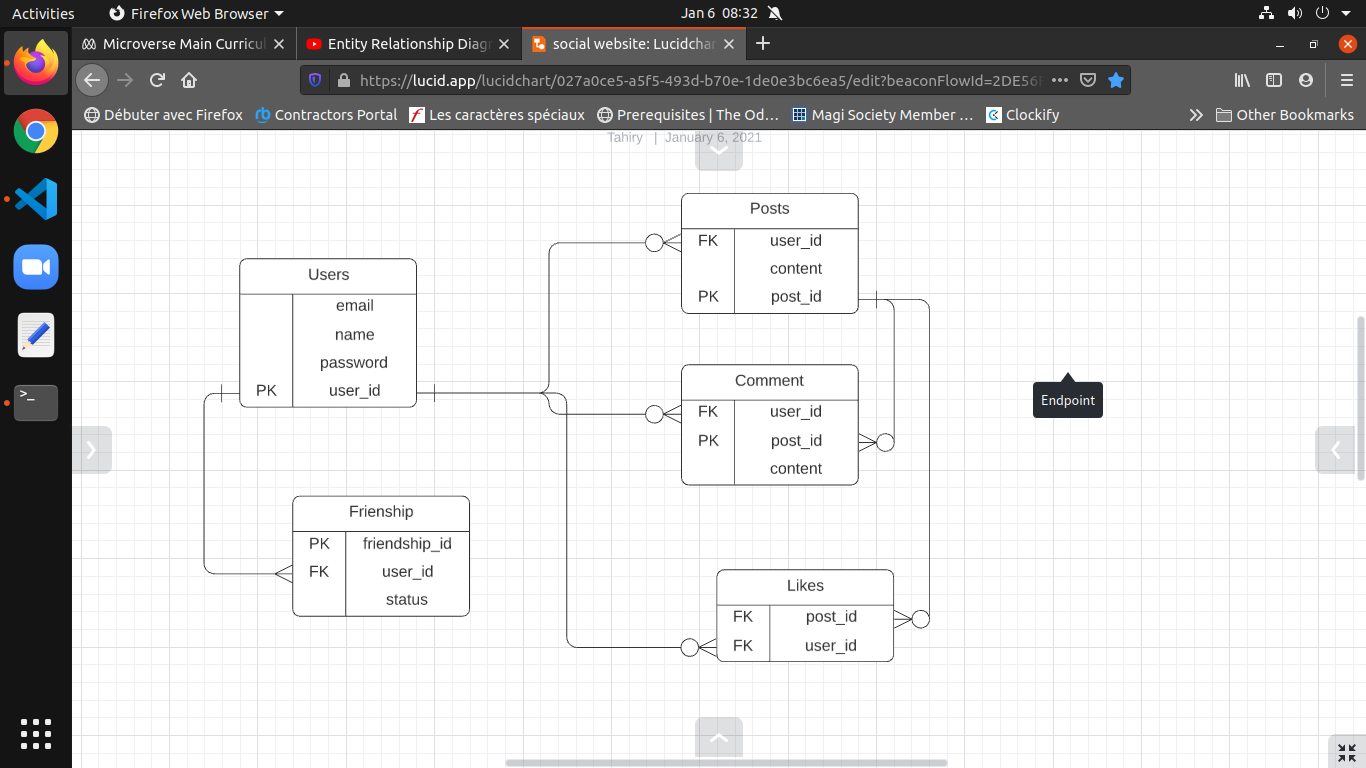 Activities
Firefox Web Browser
Jan 6 08:32
Microverse Main Curricul
Entity Relationship Diag
social website: Lucidchar
https://lucid.app/lucidchart/027a0ce5-a5f5-493d-b70e-1de0e3bc6ea5/edit?beaconFlowId=2DE56
Débuter avec Firefox
Contractors Portal
Les caractères spéciaux
Prerequisites | The Od…
Magi Society Member …
Clockify
Other Bookmarks
Tahiry | January 6, 2021
Posts
FK user_id
content
PK post_id
Users
email
name
password
PK user_id
Comment
FK user_id
PK post_id
content
Endpoint
Frienship
PK friendship_id
FK user_id
status
Likes
FK post_id
FK user_id